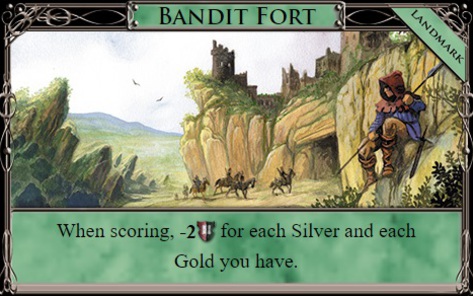 BANDIT FORT
LANDMARK
When scoring, -2 for each Silver and each
Gold you have.